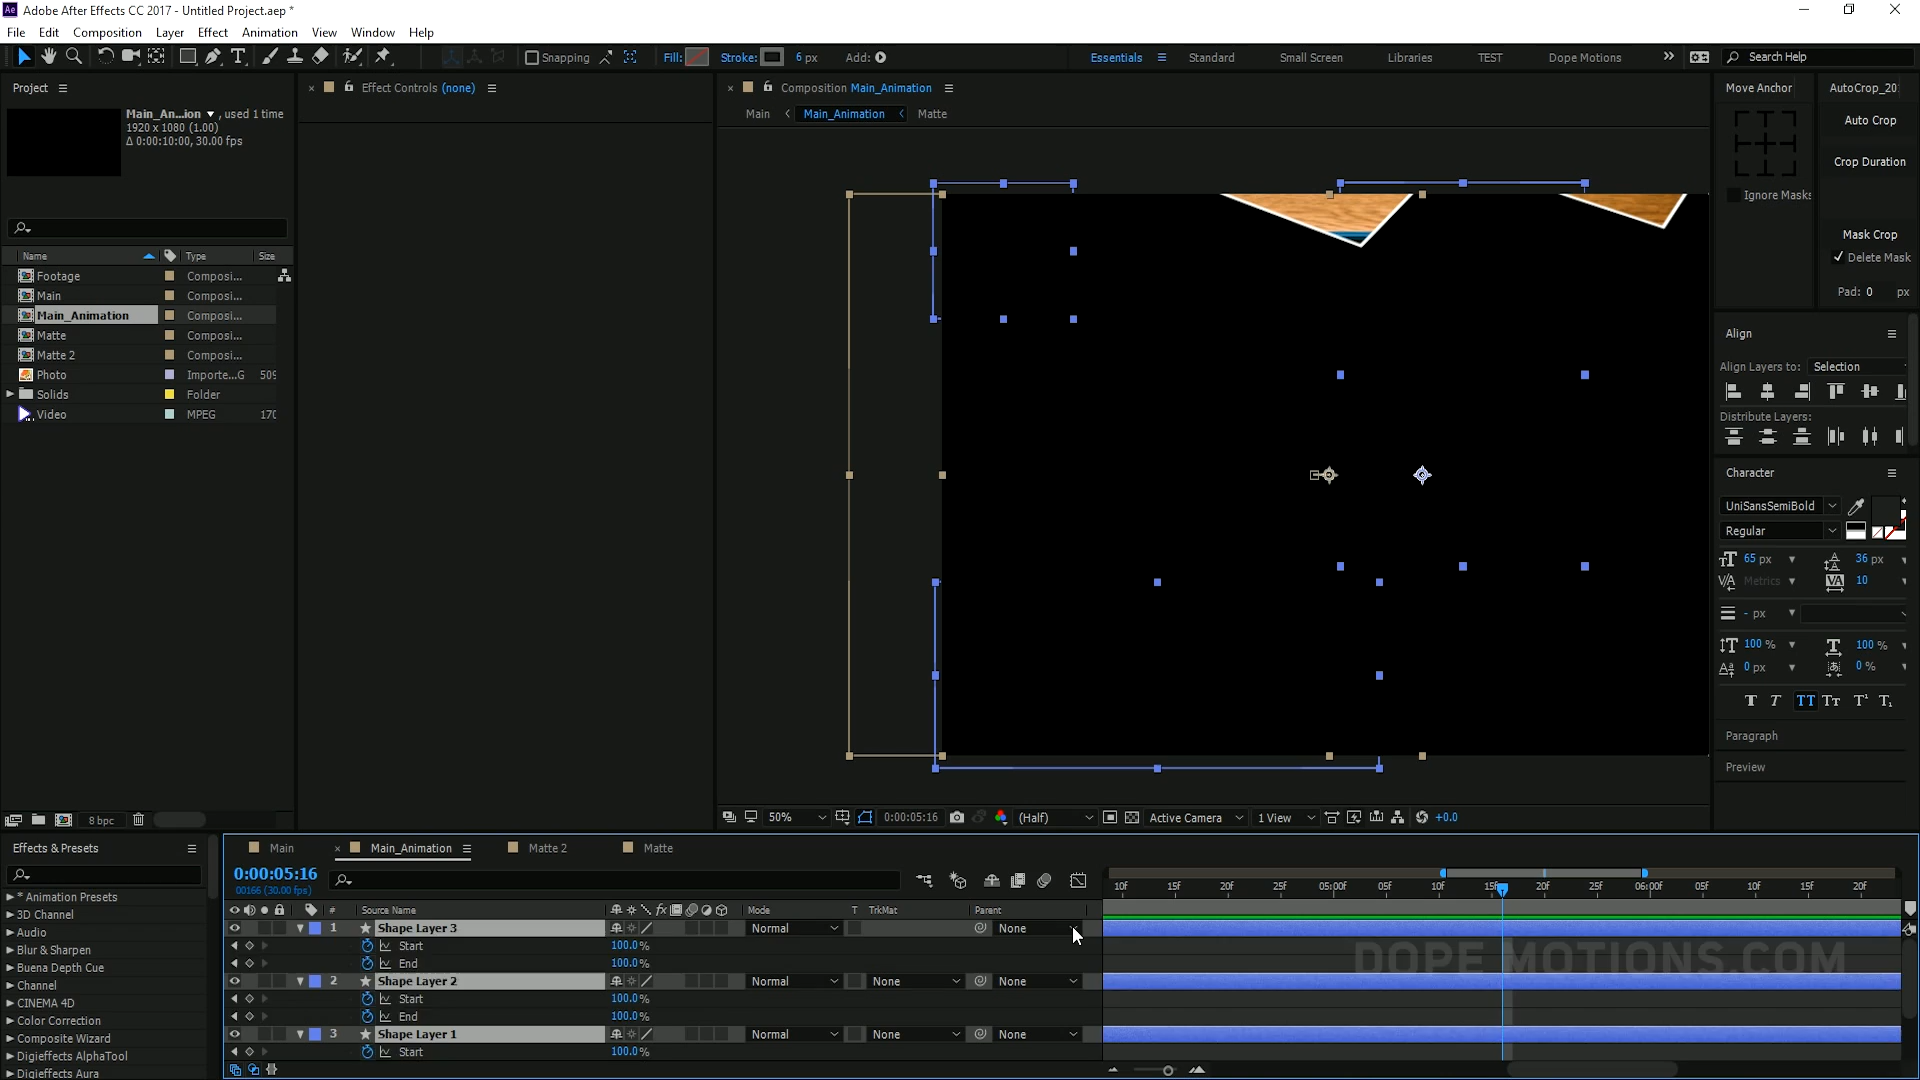 Adobe After Effects CC 2017 - Untitled Project.aep *
File Edit Composition Layer Effect Animation View Window Help
Snapping Fill: Stroke: 6 px Add: Essentials Standard Small Screen Libraries TEST Dope Motions Search Help
Project
Main_An...ion , used 1 time
1920 x 1080 (1.00)
Δ 0:00:10:00, 30.00 fps
Name Type Size
Footage Composi...
Main Composi...
Main_Animation Composi...
Matte Composi...
Matte 2 Composi...
Photo Importe...G 509
Solids Folder
Video MPEG 170
8 bpc
Effect Controls (none)
Composition Main_Animation
Main Main_Animation Matte
50% 0:00:05:16 (Half) Active Camera 1 View +0.0
Move Anchor
Ignore Masks
AutoCrop_20
Auto Crop
Crop Duration
Mask Crop
Delete Mask
Pad: 0 px
Align
Align Layers to: Selection
Distribute Layers:
Character
UniSansSemiBold
Regular
65 px 36 px
Metrics 10
- px
100 % 100 %
0 px 0 %
Paragraph
Preview
Effects & Presets
* Animation Presets
3D Channel
Audio
Blur & Sharpen
Buena Depth Cue
Channel
CINEMA 4D
Color Correction
Composite Wizard
Digieffects AlphaTool
Digieffects Aura
Main Main_Animation Matte 2 Matte
0:00:05:16
00166 (30.00 fps)
10f 15f 20f 25f 05:00f 05f 10f 15f 20f 25f 06:00f 05f 10f 15f 20f
# Source Name Mode T TrkMat Parent
1 Shape Layer 3 Normal None
Start 100.0%
End 100.0%
2 Shape Layer 2 Normal None None
Start 100.0%
End 100.0%
3 Shape Layer 1 Normal None None
Start 100.0%
DOPE MOTIONS.COM